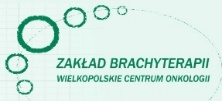 ZAKŁAD BRACHYTERAPII
WIELKOPOLSKIE CENTRUM ONKOLOGII